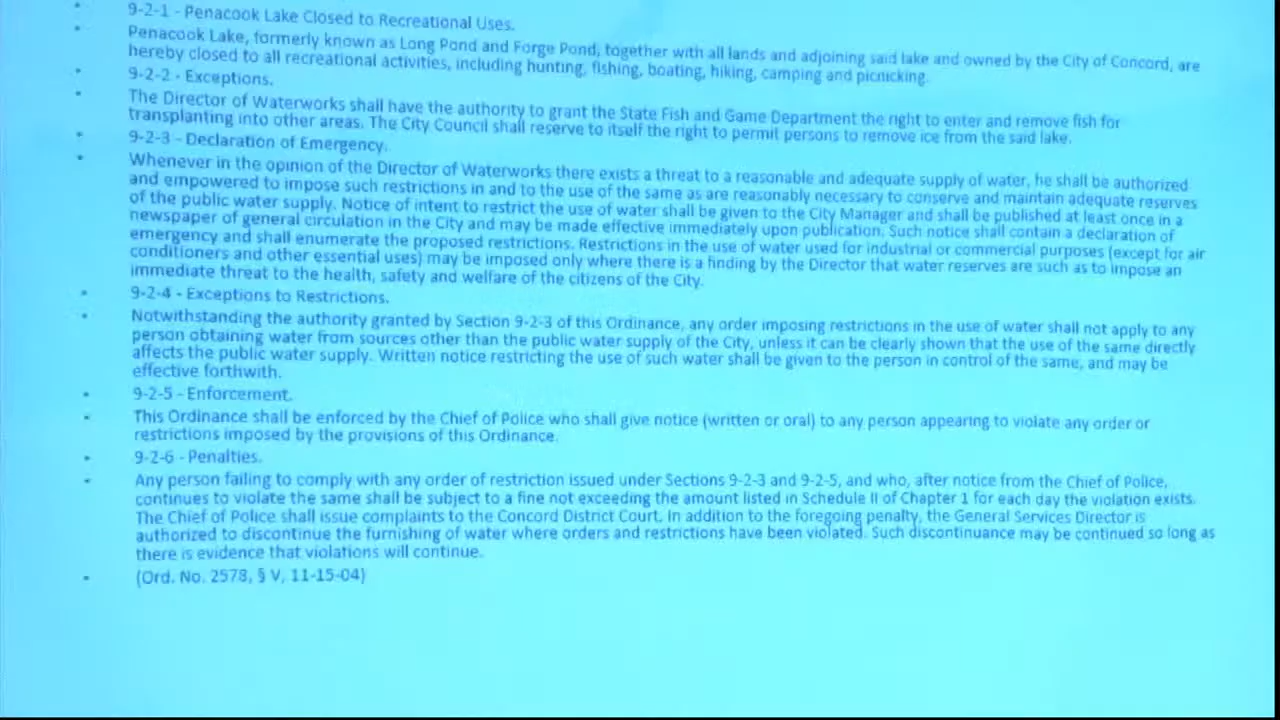 9-2-1 - Penacook Lake Closed to Recreational Uses.
Penacook Lake, formerly known as Long Pond and Forge Pond, together with all lands and adjoining said lake and owned by the City of Concord, are
hereby closed to all recreational activities, including hunting, fishing, boating, hiking, camping and picnicking.
9-2-2 - Exceptions.
The Director of Waterworks shall have the authority to grant the State Fish and Game Department the right to enter and remove fish for
transplanting into other areas. The City Council shall reserve to itself the right to permit persons to remove ice from the said lake.
9-2-3 - Declaration of Emergency.
Whenever in the opinion of the Director of Waterworks there exists a threat to a reasonable and adequate supply of water, he shall be authorized
and empowered to impose such restrictions in and to the use of the same as are reasonably necessary to conserve and maintain adequate reserves
of the public water supply. Notice of intent to restrict the use of water shall be given to the City Manager and shall be published at least once in a
newspaper of general circulation in the City and may be made effective immediately upon publication. Such notice shall contain a declaration of
emergency and shall enumerate the proposed restrictions. Restrictions in the use of water used for industrial or commercial purposes (except for air
conditioners and other essential uses) may be imposed only where there is a finding by the Director that water reserves are such as to impose an
immediate threat to the health, safety and welfare of the citizens of the City.
9-2-4 - Exceptions to Restrictions.
Notwithstanding the authority granted by Section 9-2-3 of this Ordinance, any order imposing restrictions in the use of water shall not apply to any
person obtaining water from sources other than the public water supply of the City, unless it can be clearly shown that the use of the same directly
affects the public water supply. Written notice restricting the use of such water shall be given to the person in control of the same, and may be
effective forthwith.
9-2-5 - Enforcement.
This Ordinance shall be enforced by the Chief of Police who shall give notice (written or oral) to any person appearing to violate any order or
restrictions imposed by the provisions of this Ordinance.
9-2-6 - Penalties.
Any person failing to comply with any order of restriction issued under Sections 9-2-3 and 9-2-5, and who, after notice from the Chief of Police,
continues to violate the same shall be subject to a fine not exceeding the amount listed in Schedule II of Chapter 1 for each day the violation exists.
The Chief of Police shall issue complaints to the Concord District Court. In addition to the foregoing penalty, the General Services Director is
authorized to discontinue the furnishing of water where orders and restrictions have been violated. Such discontinuance may be continued so long as
there is evidence that violations will continue.
(Ord. No. 2578, § V, 11-15-04)